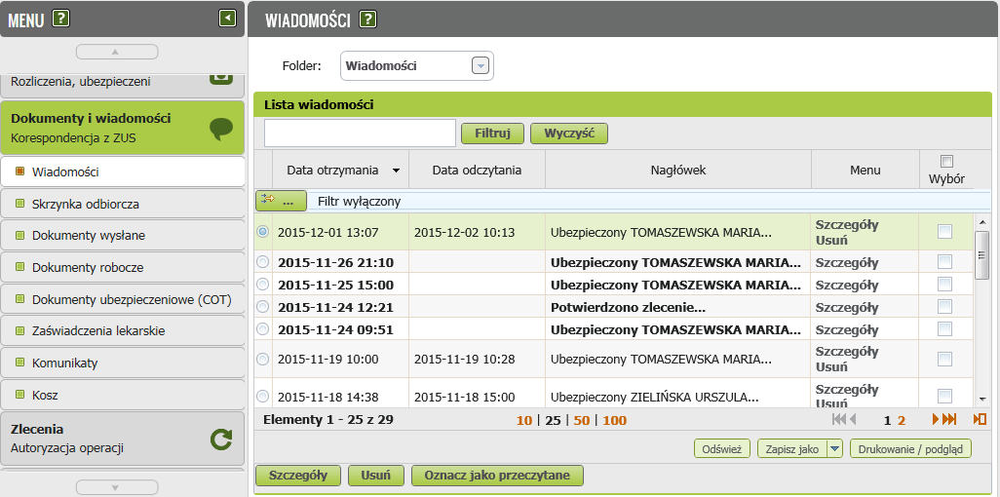 MENU ?
Rozliczenia, ubezpieczeni
Dokumenty i wiadomości
Korespondencja z ZUS
Wiadomości
Skrzynka odbiorcza
Dokumenty wysłane
Dokumenty robocze
Dokumenty ubezpieczeniowe (COT)
Zaświadczenia lekarskie
Komunikaty
Kosz
Zlecenia
Autoryzacja operacji
WIADOMOŚCI ?
Folder: Wiadomości
Lista wiadomości
Filtruj Wyczyść
Data otrzymania Data odczytania Nagłówek Menu Wybór
... Filtr wyłączony
2015-12-01 13:07 2015-12-02 10:13 Ubezpieczony TOMASZEWSKA MARIA... Szczegóły
Usuń
2015-11-26 21:10 Ubezpieczony TOMASZEWSKA MARIA... Szczegóły
2015-11-25 15:00 Ubezpieczony TOMASZEWSKA MARIA... Szczegóły
2015-11-24 12:21 Potwierdzono zlecenie... Szczegóły
2015-11-24 09:51 Ubezpieczony TOMASZEWSKA MARIA... Szczegóły
2015-11-19 10:00 2015-11-19 10:28 Ubezpieczony TOMASZEWSKA MARIA... Szczegóły
Usuń
2015-11-18 14:38 2015-11-18 15:00 Ubezpieczony ZIELIŃSKA URSZULA... Szczegóły
Usuń
Elementy 1 - 25 z 29 10 | 25 | 50 | 100 1 2
Odśwież Zapisz jako Drukowanie / podgląd
Szczegóły Usuń Oznacz jako przeczytane